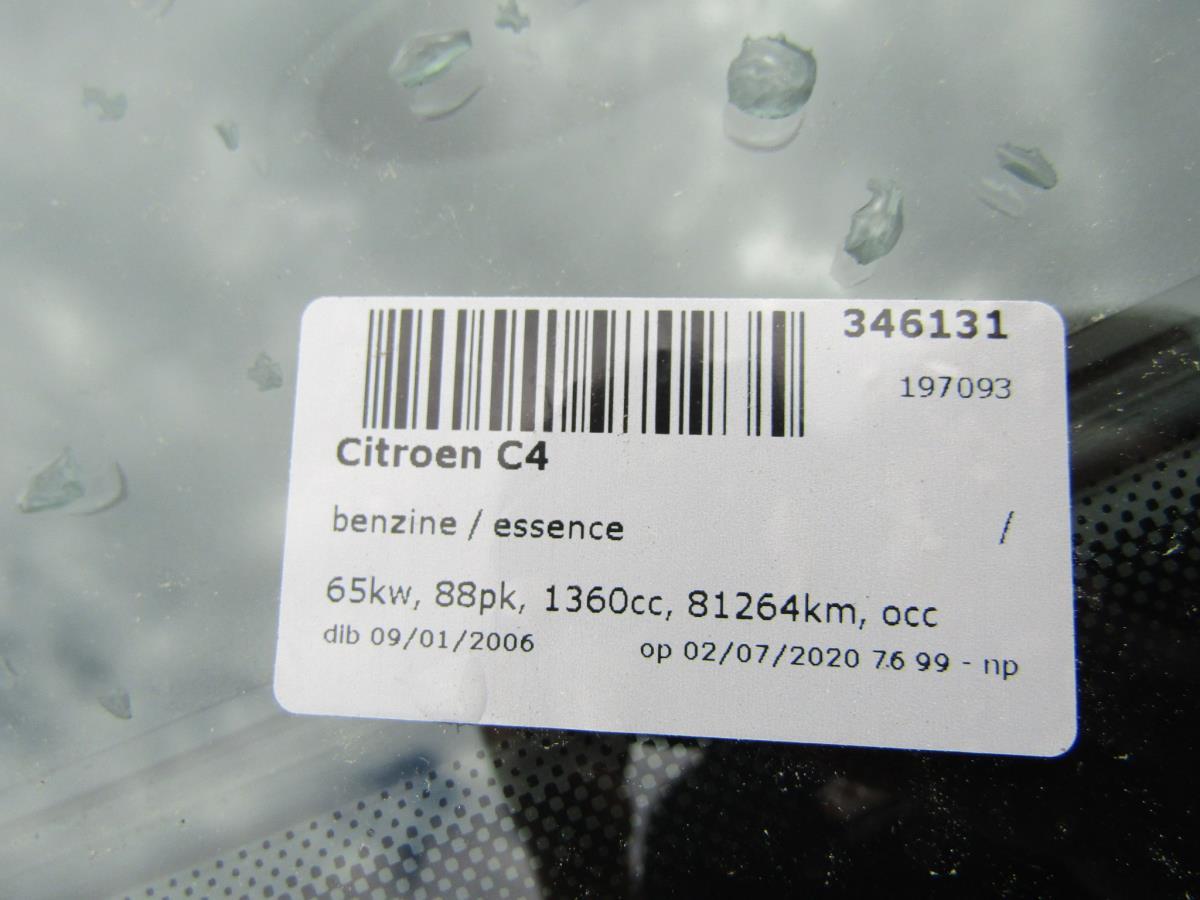 346131
197093
Citroen C4
benzine / essence /
65kw, 88pk, 1360cc, 81264km, occ
dib 09/01/2006 op 02/07/2020 7.6 99 - np